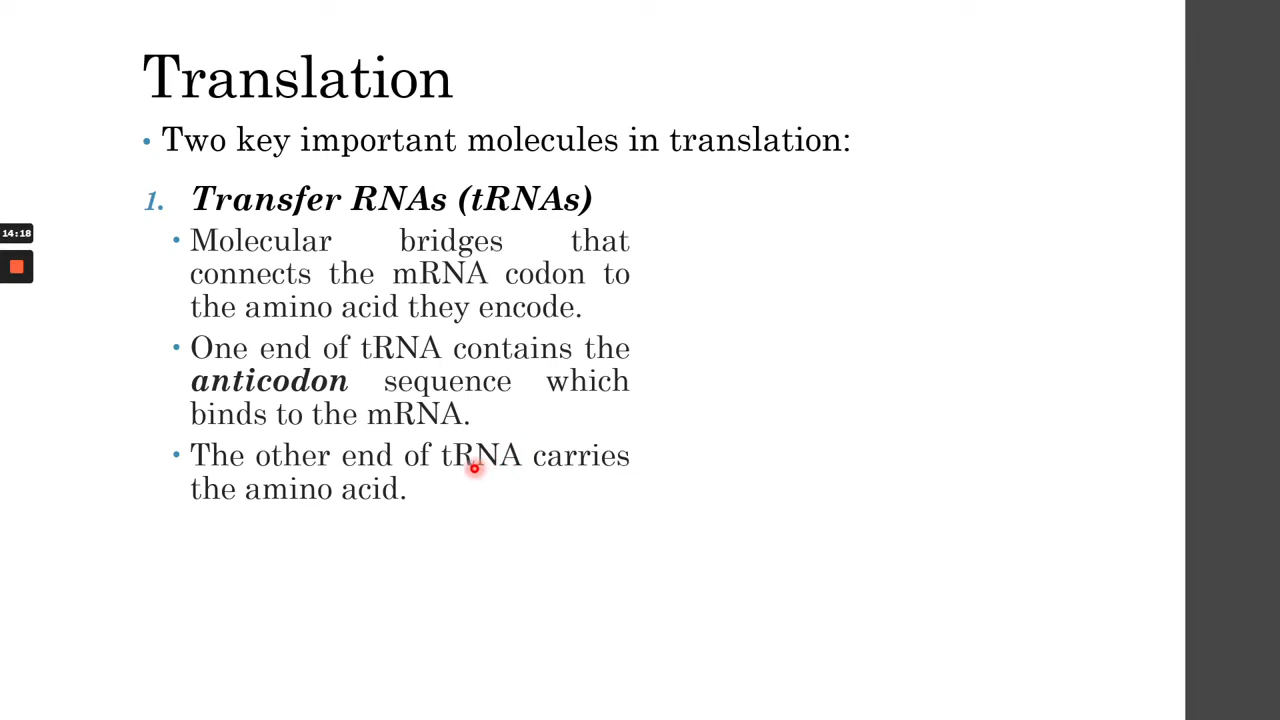 Translation
• Two key important molecules in translation:
1. Transfer RNAs (tRNAs)
• Molecular bridges that
connects the mRNA codon to
the amino acid they encode.
• One end of tRNA contains the
anticodon sequence which
binds to the mRNA.
• The other end of tRNA carries
the amino acid.
14:18